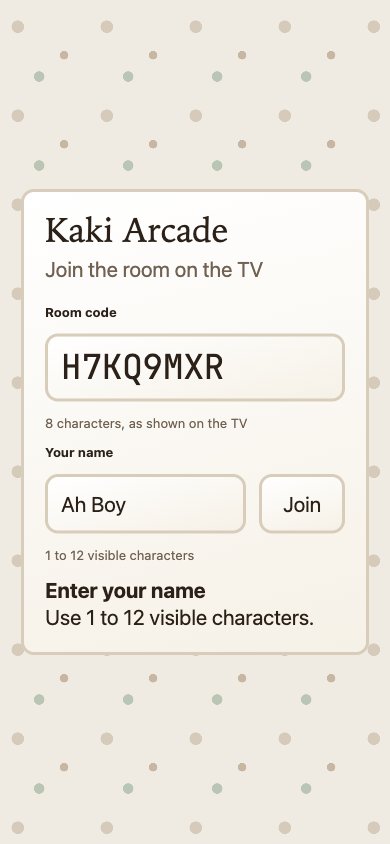 Kaki Arcade
Join the room on the TV
Room code
H7KQ9MXR
8 characters, as shown on the TV
Your name
Ah Boy
Join
1 to 12 visible characters
Enter your name
Use 1 to 12 visible characters.